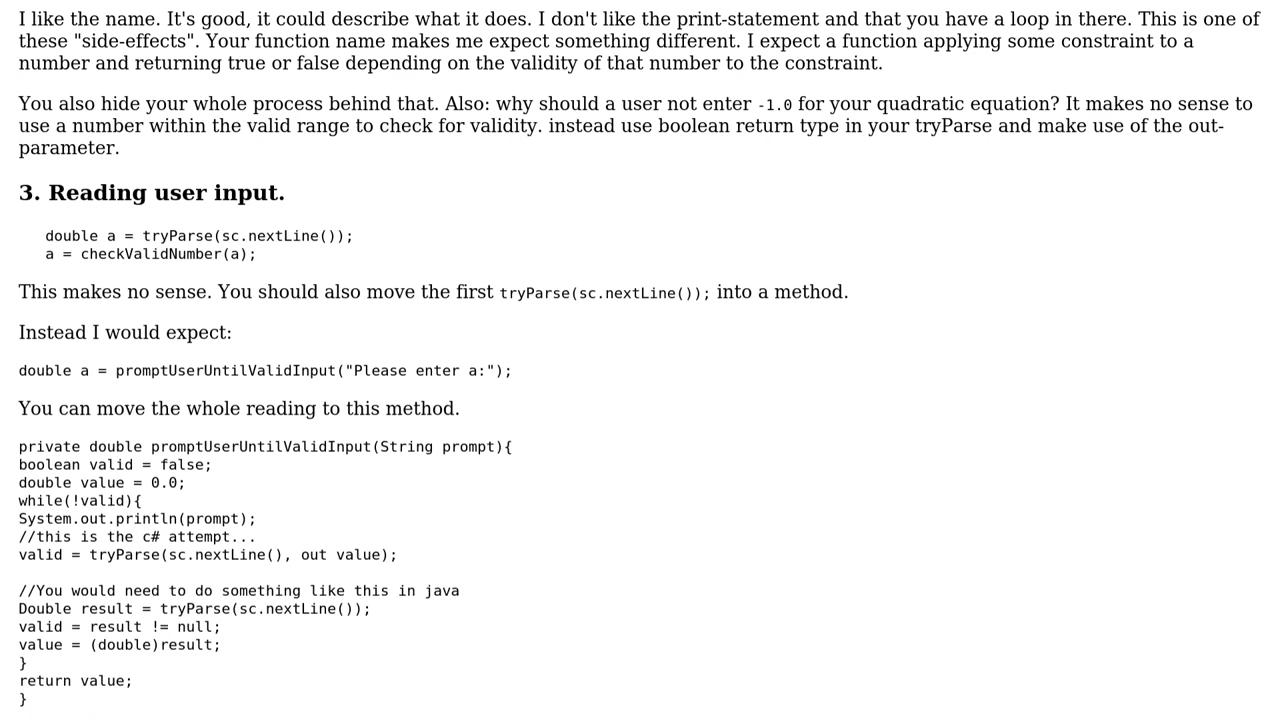 I like the name. It's good, it could describe what it does. I don't like the print-statement and that you have a loop in there. This is one of
these "side-effects". Your function name makes me expect something different. I expect a function applying some constraint to a
number and returning true or false depending on the validity of that number to the constraint.
You also hide your whole process behind that. Also: why should a user not enter -1.0 for your quadratic equation? It makes no sense to
use a number within the valid range to check for validity. instead use boolean return type in your tryParse and make use of the out-
parameter.
3. Reading user input.
double a = tryParse(sc.nextLine());
a = checkValidNumber(a);
This makes no sense. You should also move the first tryParse(sc.nextLine()); into a method.
Instead I would expect:
double a = promptUserUntilValidInput("Please enter a:");
You can move the whole reading to this method.
private double promptUserUntilValidInput(String prompt){
boolean valid = false;
double value = 0.0;
while(!valid){
System.out.println(prompt);
//this is the c# attempt...
valid = tryParse(sc.nextLine(), out value);
//You would need to do something like this in java
Double result = tryParse(sc.nextLine());
valid = result != null;
value = (double)result;
}
return value;
}